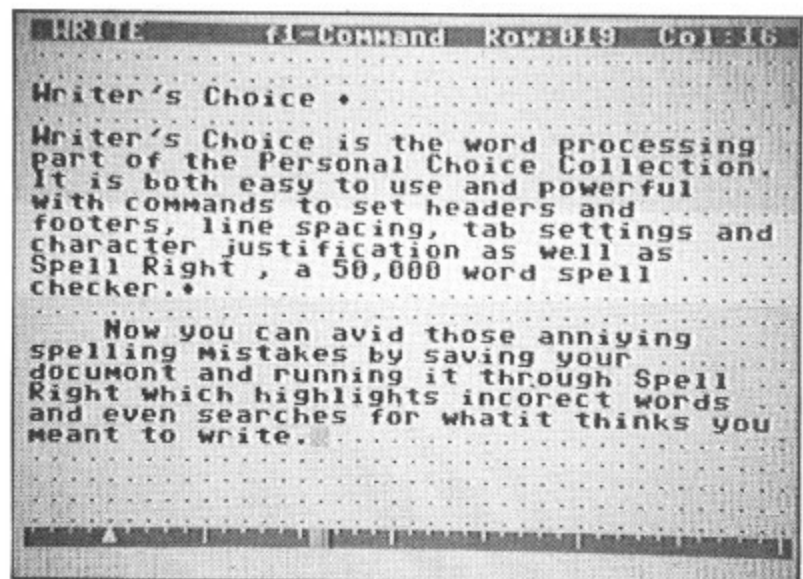 WRITE f1-Command Row:019 Col:16
Writer's Choice
Writer's Choice is the word processing
part of the Personal Choice Collection.
It is both easy to use and powerful
with commands to set headers and
footers, line spacing, tab settings and
character justification as well as
Spell Right , a 50,000 word spell
checker.
Now you can avid those anniying
spelling mistakes by saving your
documont and running it through Spell
Right which highlights incorect words
and even searches for whatit thinks you
meant to write.